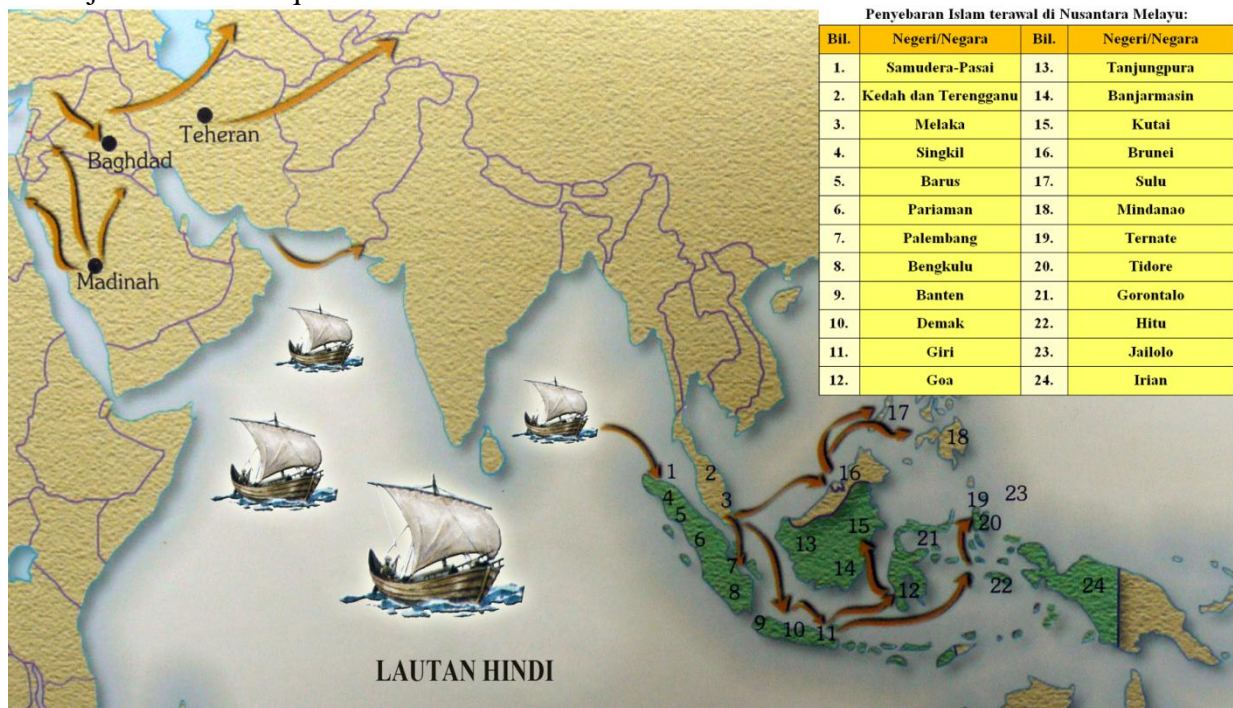 Penyebaran Islam terawal di Nusantara Melayu:
Bil. Negeri/Negara Bil. Negeri/Negara
1. Samudera-Pasai 13. Tanjungpura
2. Kedah dan Terengganu 14. Banjarmasin
3. Melaka 15. Kutai
4. Singkil 16. Brunei
5. Barus 17. Sulu
6. Pariaman 18. Mindanao
7. Palembang 19. Ternate
8. Bengkulu 20. Tidore
9. Banten 21. Gorontalo
10. Demak 22. Hitu
11. Giri 23. Jailolo
12. Goa 24. Irian
Teheran
Baghdad
Madinah
17
18
1
2
16
4
3
19
23
5
15
20
6
13
21
7
14
22
24
8
12
9
10
11
LAUTAN HINDI